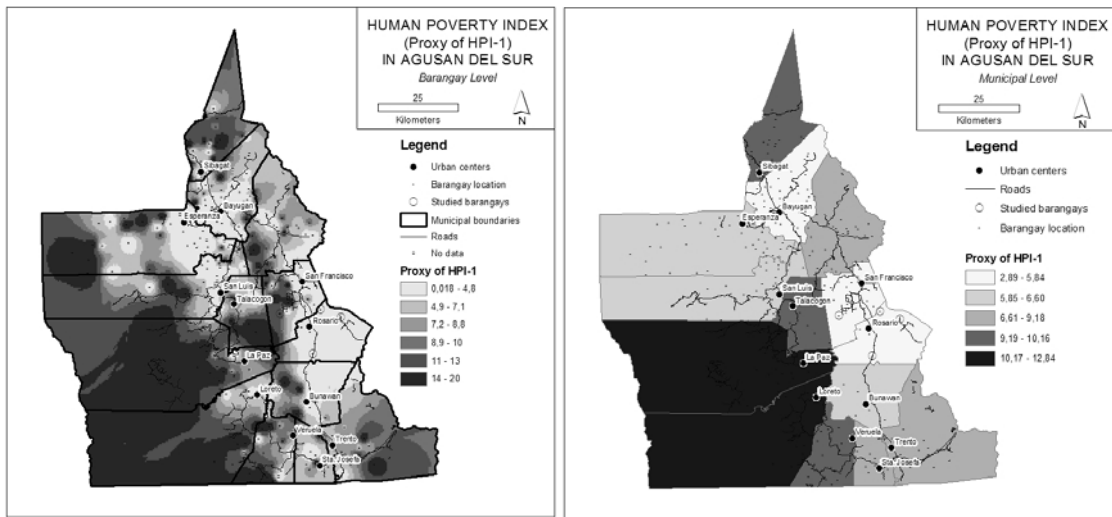 HUMAN POVERTY INDEX
(Proxy of HPI-1)
IN AGUSAN DEL SUR
Barangay Level
25
Kilometers
N
Legend
Urban centers
Barangay location
Studied barangays
Municipal boundaries
Roads
No data
Proxy of HPI-1
0,018 - 4,8
4,9 - 7,1
7,2 - 8,8
8,9 - 10
11 - 13
14 - 20
Sibagat
Bayugan
Esperanza
San Francisco
San Luis
Talacogon
Rosario
La Paz
Loreto
Bunawan
Veruela
Trento
Sta. Josefa
HUMAN POVERTY INDEX
(Proxy of HPI-1)
IN AGUSAN DEL SUR
Municipal Level
25
Kilometers
N
Legend
Urban centers
Roads
Studied barangays
Barangay location
Proxy of HPI-1
2,89 - 5,84
5,85 - 6,60
6,61 - 9,18
9,19 - 10,16
10,17 - 12,84
Sibagat
Bayugan
Esperanza
San Francisco
San Luis
Talacogon
Rosario
La Paz
Loreto
Bunawan
Veruela
Trento
Sta. Josefa